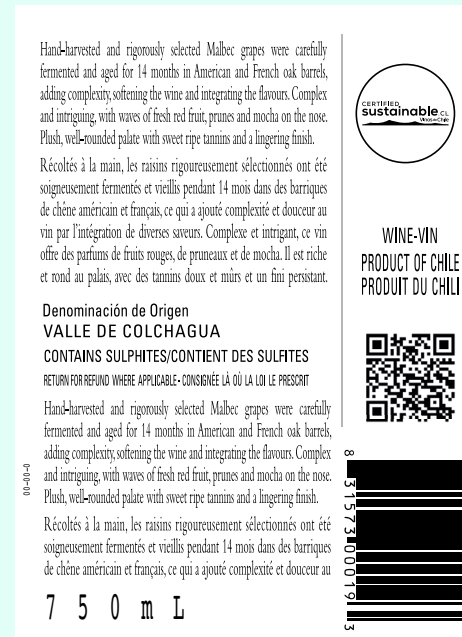 Hand-harvested and rigorously selected Malbec grapes were carefully
fermented and aged for 14 months in American and French oak barrels,
adding complexity, softening the wine and integrating the flavours. Complex
and intriguing, with waves of fresh red fruit, prunes and mocha on the nose.
Plush, well-rounded palate with sweet ripe tannins and a lingering finish.
Récoltés à la main, les raisins rigoureusement sélectionnés ont été
soigneusement fermentés et vieillis pendant 14 mois dans des barriques
de chêne américain et français, ce qui a ajouté complexité et douceur au
vin par l'intégration de diverses saveurs. Complexe et intrigant, ce vin
offre des parfums de fruits rouges, de pruneaux et de mocha. Il est riche
et rond au palais, avec des tannins doux et mûrs et un fini persistant.
Denominación de Origen
VALLE DE COLCHAGUA
CONTAINS SULPHITES/CONTIENT DES SULFITES
RETURN FOR REFUND WHERE APPLICABLE - CONSIGNÉE LÀ OÙ LA LOI LE PRESCRIT
Hand-harvested and rigorously selected Malbec grapes were carefully
fermented and aged for 14 months in American and French oak barrels,
adding complexity, softening the wine and integrating the flavours. Complex
and intriguing, with waves of fresh red fruit, prunes and mocha on the nose.
Plush, well-rounded palate with sweet ripe tannins and a lingering finish.
Récoltés à la main, les raisins rigoureusement sélectionnés ont été
soigneusement fermentés et vieillis pendant 14 mois dans des barriques
de chêne américain et français, ce qui a ajouté complexité et douceur au
750mL
00-00-0
CERTIFIED
sustainable CL
Vinos de Chile
WINE-VIN
PRODUCT OF CHILE
PRODUIT DU CHILI
8 31573 00019 3